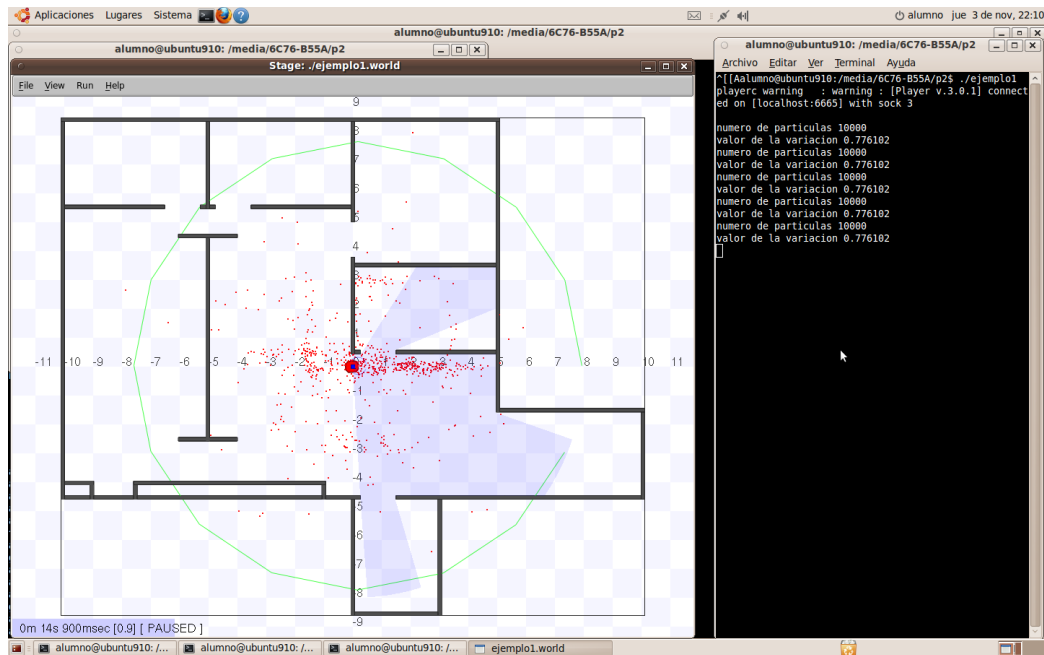 Aplicaciones Lugares Sistema
alumno jue 3 de nov, 22:10
alumno@ubuntu910: /media/6C76-B55A/p2
alumno@ubuntu910: /media/6C76-B55A/p2
Stage: ./ejemplo1.world
File View Run Help
9
8
7
6
5
4
3
2
1
-11 -10 -9 -8 -7 -6 -5 -4 -3 -2 -1 0 1 2 3 4 5 6 7 8 9 10 11
-1
-2
-3
-4
-5
-6
-7
-8
-9
0m 14s 900msec [0.9] [ PAUSED ]
alumno@ubuntu910: /media/6C76-B55A/p2
Archivo Editar Ver Terminal Ayuda
^[[Aalumno@ubuntu910:/media/6C76-B55A/p2$ ./ejemplo1
playerc warning   : warning : [Player v.3.0.1] connect
ed on [localhost:6665] with sock 3
numero de particulas 10000
valor de la variacion 0.776102
numero de particulas 10000
valor de la variacion 0.776102
numero de particulas 10000
valor de la variacion 0.776102
numero de particulas 10000
valor de la variacion 0.776102
numero de particulas 10000
valor de la variacion 0.776102
alumno@ubuntu910: /... alumno@ubuntu910: /... alumno@ubuntu910: /... ejemplo1.world